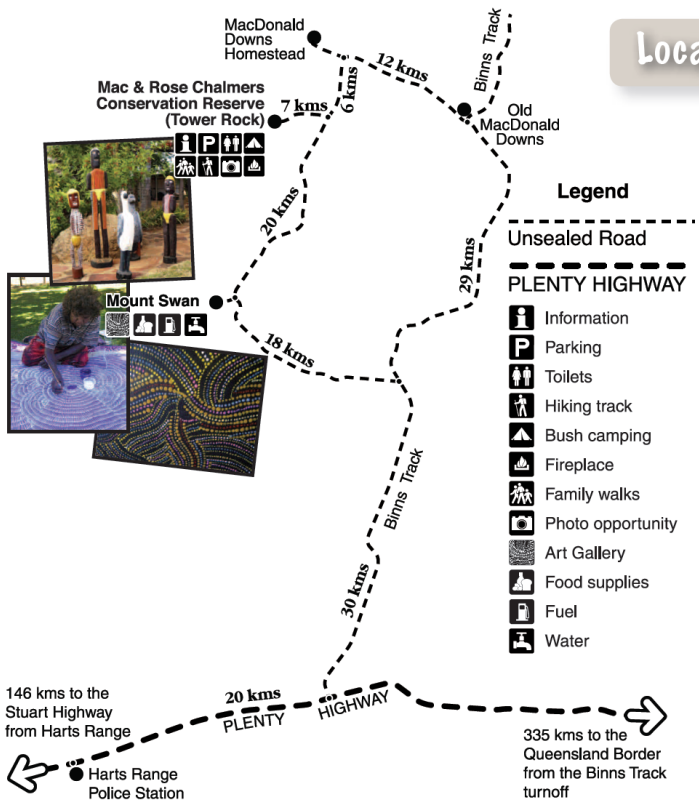 MacDonald
Downs
Homestead
12 kms
Binns Track
Loca
Mac & Rose Chalmers
Conservation Reserve
(Tower Rock)
7 kms
6 kms
Old
MacDonald
Downs
P
20 kms
29 kms
Mount Swan
18 kms
Binns Track
30 kms
Legend
Unsealed Road
PLENTY HIGHWAY
Information
P
Parking
Toilets
Hiking track
Bush camping
Fireplace
Family walks
Photo opportunity
Art Gallery
Food supplies
Fuel
Water
146 kms to the
Stuart Highway
from Harts Range
20 kms
PLENTY HIGHWAY
Harts Range
Police Station
335 kms to the
Queensland Border
from the Binns Track
turnoff